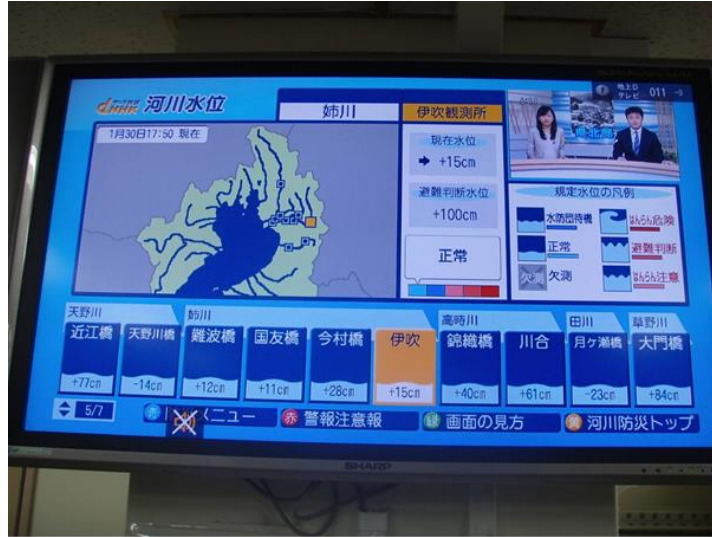 NHK 河川水位
姉川
伊吹観測所
地上D
テレビ 011
1月30日17:50 現在
現在水位
➡ +15cm
避難判断水位
+100cm
正常
規定水位の凡例
水防団待機
はんらん危険
正常
避難判断
欠測 欠測
はんらん注意
天野川
姉川
高時川
田川
草野川
近江橋
天野川橋
難波橋
国友橋
今村橋
伊吹
錦織橋
川合
月ヶ瀬橋
大門橋
+77cm
-14cm
+12cm
+11cm
+28cm
+15cm
+40cm
+61cm
-23cm
+84cm
5/7
青
メニュー
赤 警報注意報
緑 画面の見方
黄 河川防災トップ
SHARP